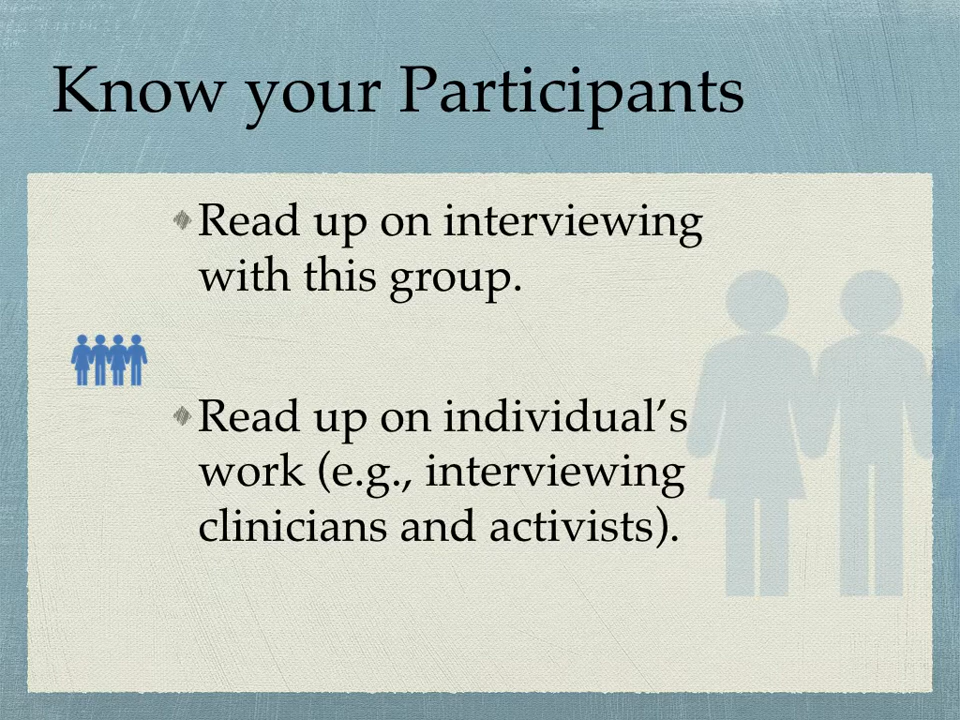 Know your Participants
Read up on interviewing
with this group.
Read up on individual’s
work (e.g., interviewing
clinicians and activists).